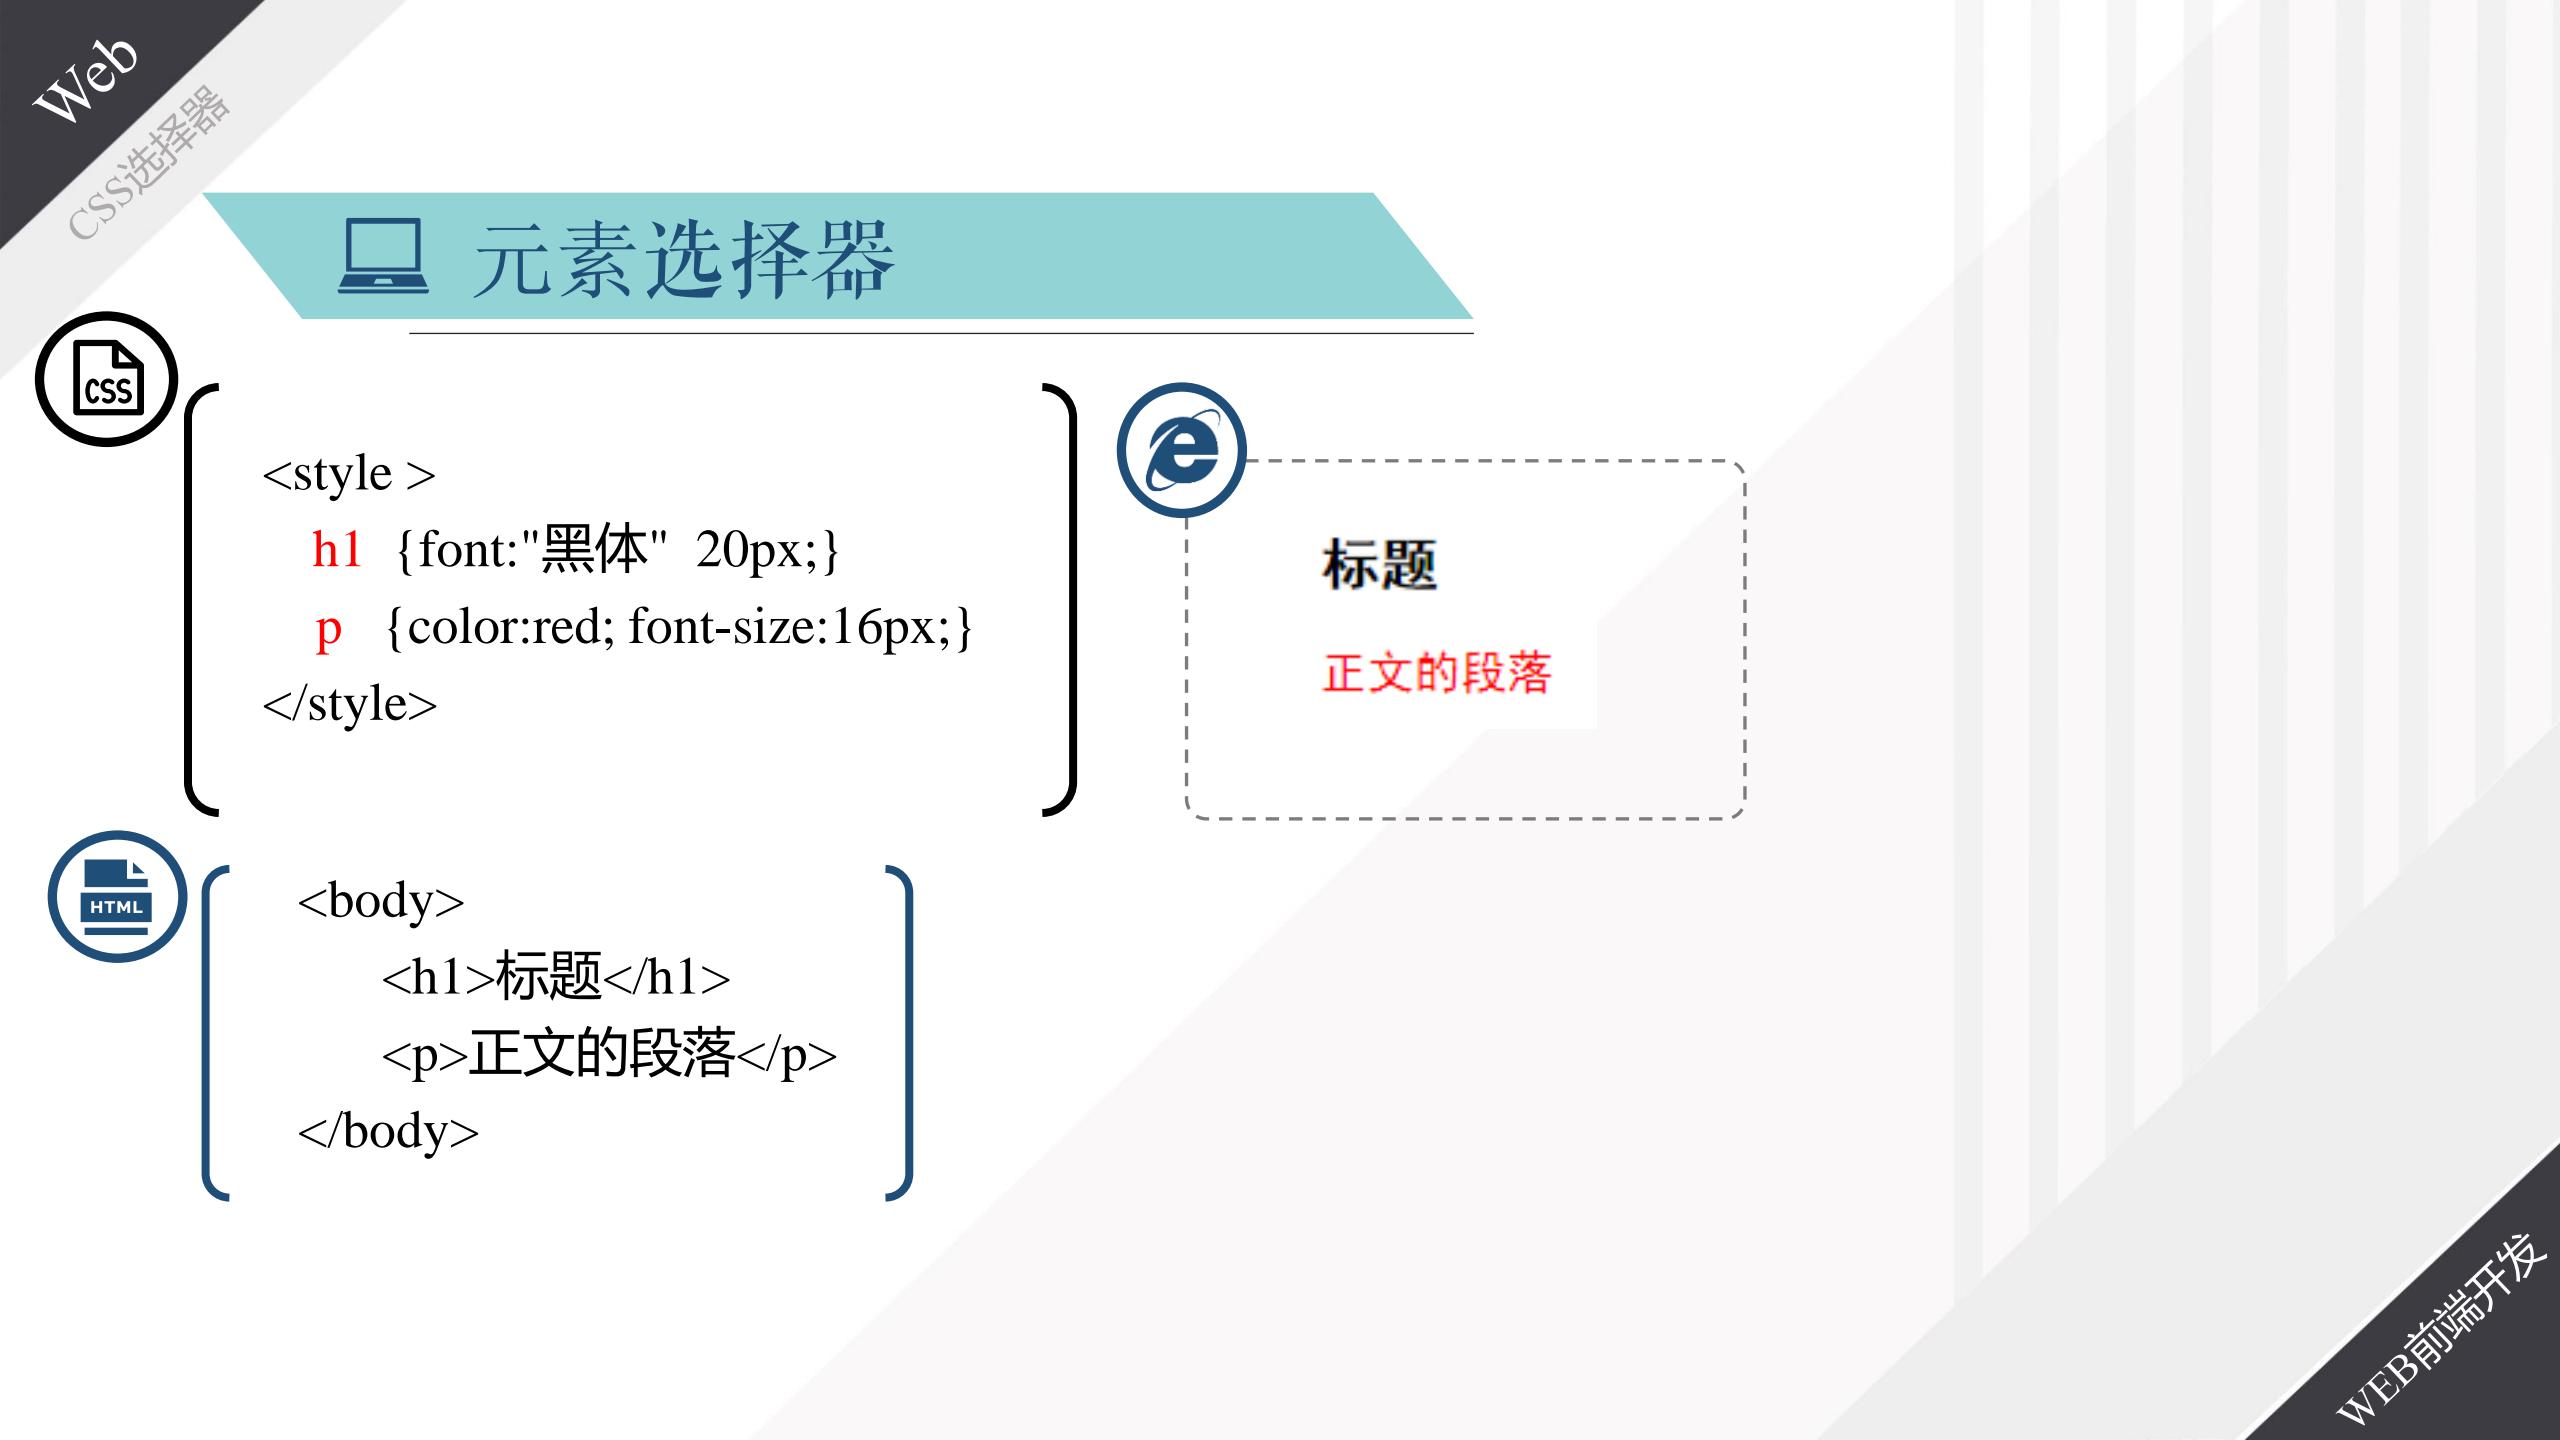 Web
CSS选择器
元素选择器
CSS
<style >
h1 {font:"黑体" 20px;}
p {color:red; font-size:16px;}
</style>
标题
正文的段落
HTML
<body>
<h1>标题</h1>
<p>正文的段落</p>
</body>
WEB前端开发